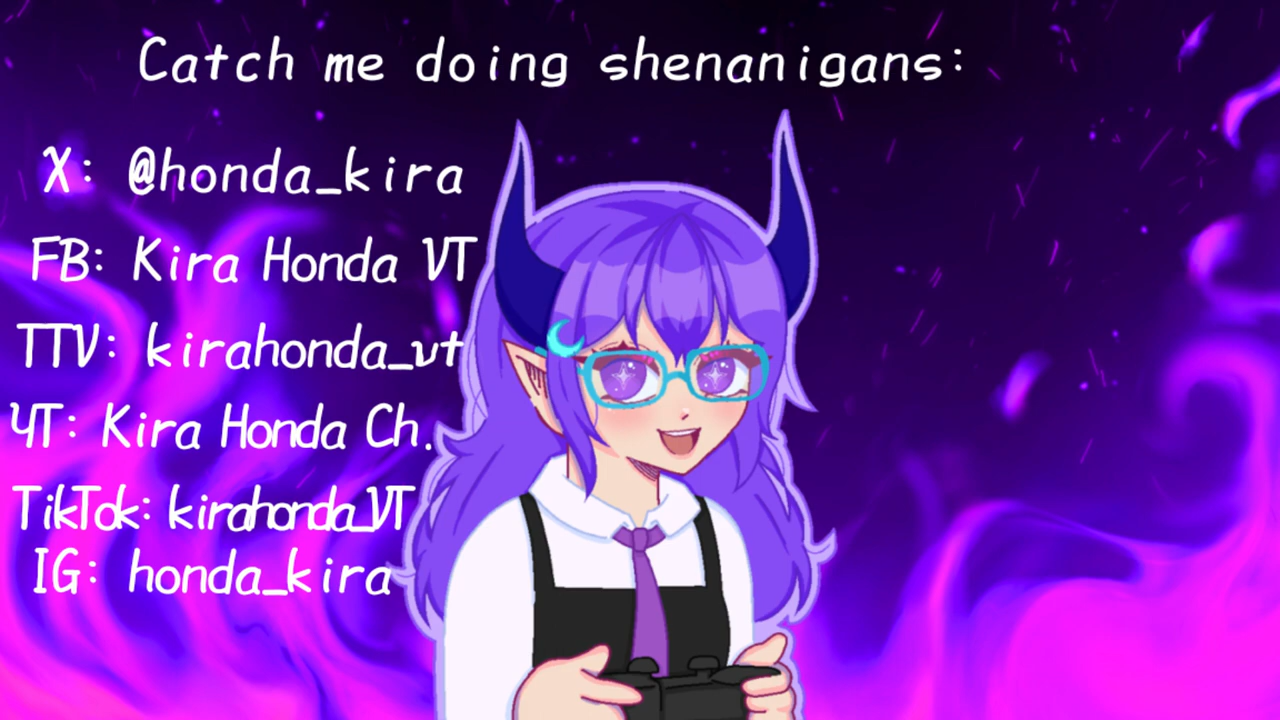 Catch me doing shenanigans:
X: @honda_kira
FB: Kira Honda VT
TTV: kirahonda_vt
YT: Kira Honda Ch.
TikTok: kirahonda_VT
IG: honda_kira